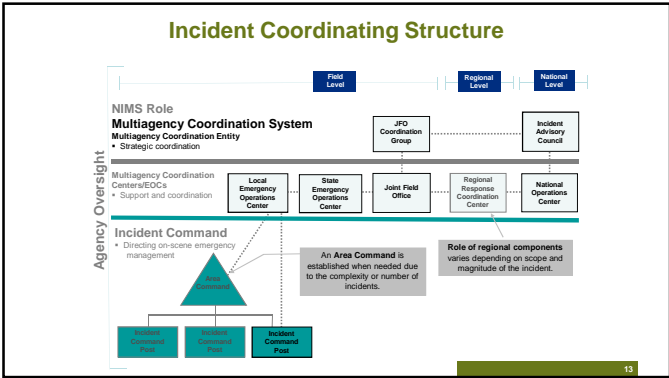 Incident Coordinating Structure
Field
Level
Regional
Level
National
Level
Agency Oversight
NIMS Role
Multiagency Coordination System
Multiagency Coordination Entity
▪ Strategic coordination
JFO
Coordination
Group
Incident
Advisory
Council
Multiagency Coordination
Centers/EOCs
▪ Support and coordination
Local
Emergency
Operations
Center
State
Emergency
Operations
Center
Joint Field
Office
Regional
Response
Coordination
Center
National
Operations
Center
Incident Command
▪ Directing on-scene emergency
management
An Area Command is
established when needed due
to the complexity or number of
incidents.
Role of regional components
varies depending on scope and
magnitude of the incident.
Area
Command
Incident
Command
Post
Incident
Command
Post
Incident
Command
Post
13